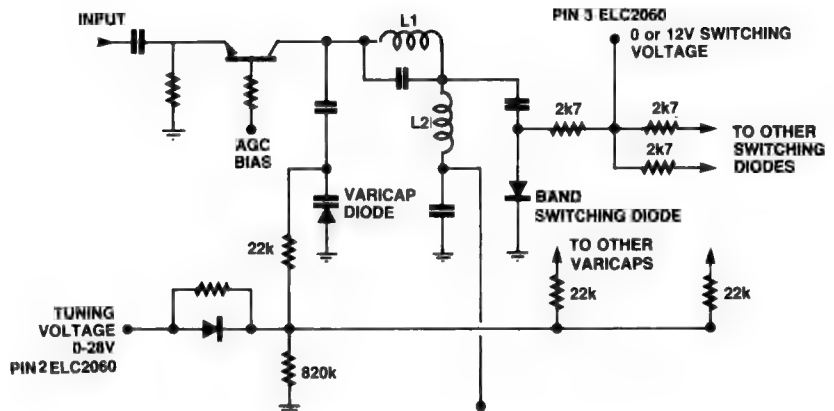 INPUT
L1
PIN 3 ELC2060
0 or 12V SWITCHING
VOLTAGE
2k7
2k7
2k7
TO OTHER
SWITCHING
DIODES
L2
AGC
BIAS
VARICAP
DIODE
BAND
SWITCHING DIODE
22k
TO OTHER
VARICAPS
22k
22k
TUNING
VOLTAGE
0-28V
PIN 2 ELC2060
820k